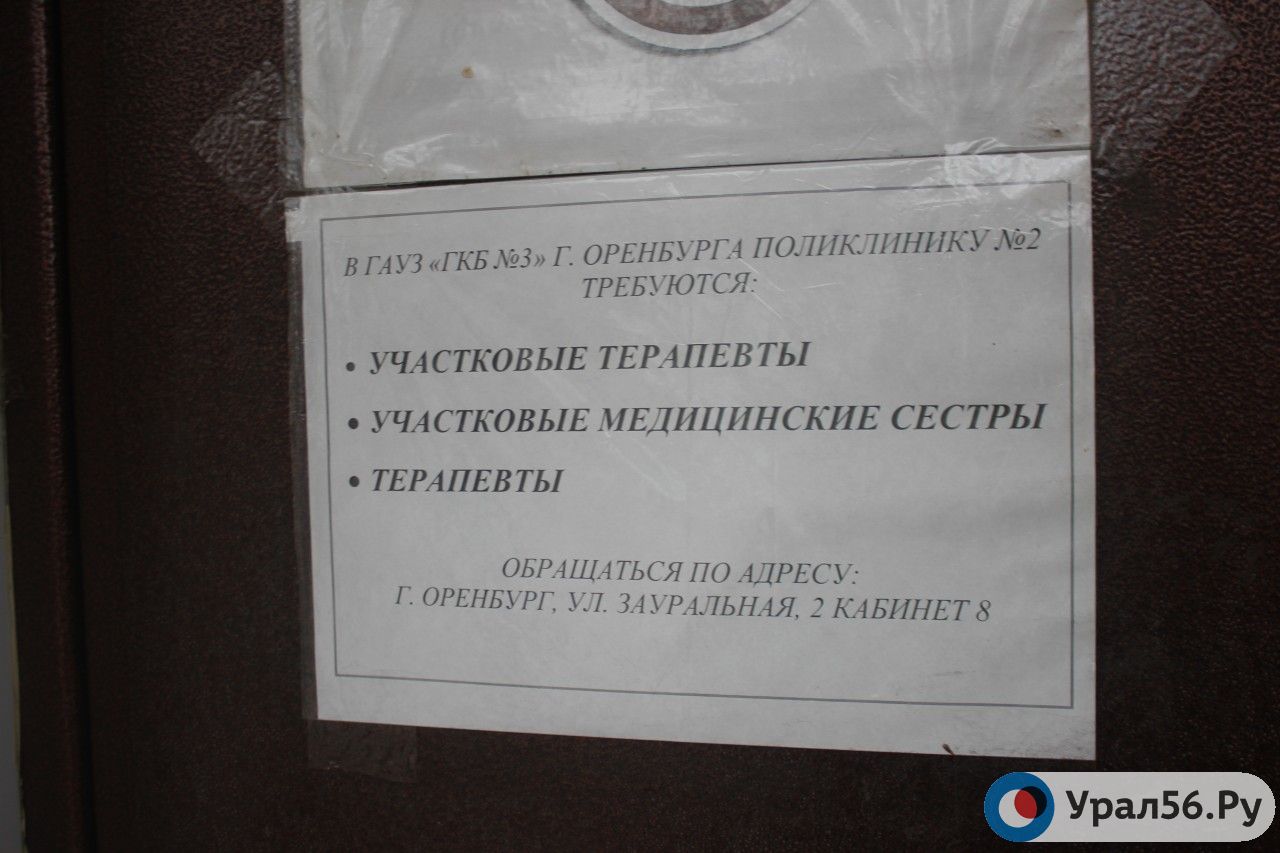 В ГАУЗ «ГКБ №3» Г. ОРЕНБУРГА ПОЛИКЛИНИКУ №2
ТРЕБУЮТСЯ:
• УЧАСТКОВЫЕ ТЕРАПЕВТЫ
• УЧАСТКОВЫЕ МЕДИЦИНСКИЕ СЕСТРЫ
• ТЕРАПЕВТЫ
ОБРАЩАТЬСЯ ПО АДРЕСУ:
Г. ОРЕНБУРГ, УЛ. ЗАУРАЛЬНАЯ, 2 КАБИНЕТ 8
Урал56.Ру